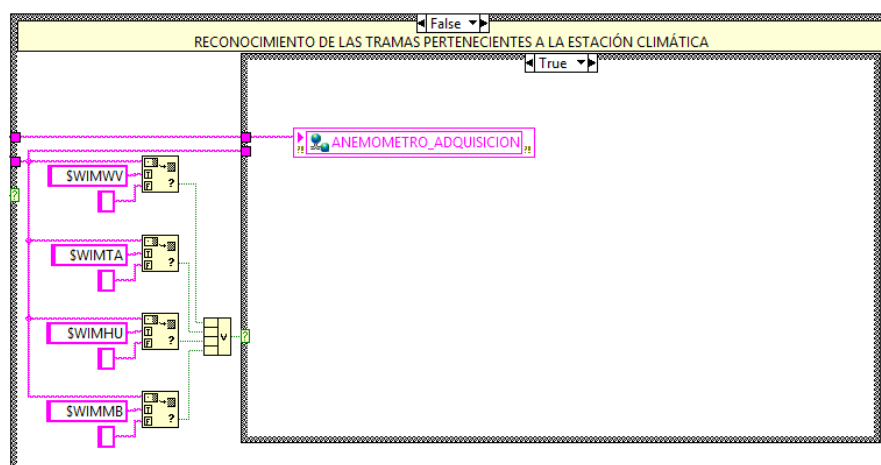 False
RECONOCIMIENTO DE LAS TRAMAS PERTENECIENTES A LA ESTACIÓN CLIMÁTICA
True
?!
ANEMOMETRO_ADQUISICION
?!
$WIMWV
T
F
?
?
$WIMTA
T
F
?
$WIMHU
T
F
?
V
?
$WIMMB
T
F
?